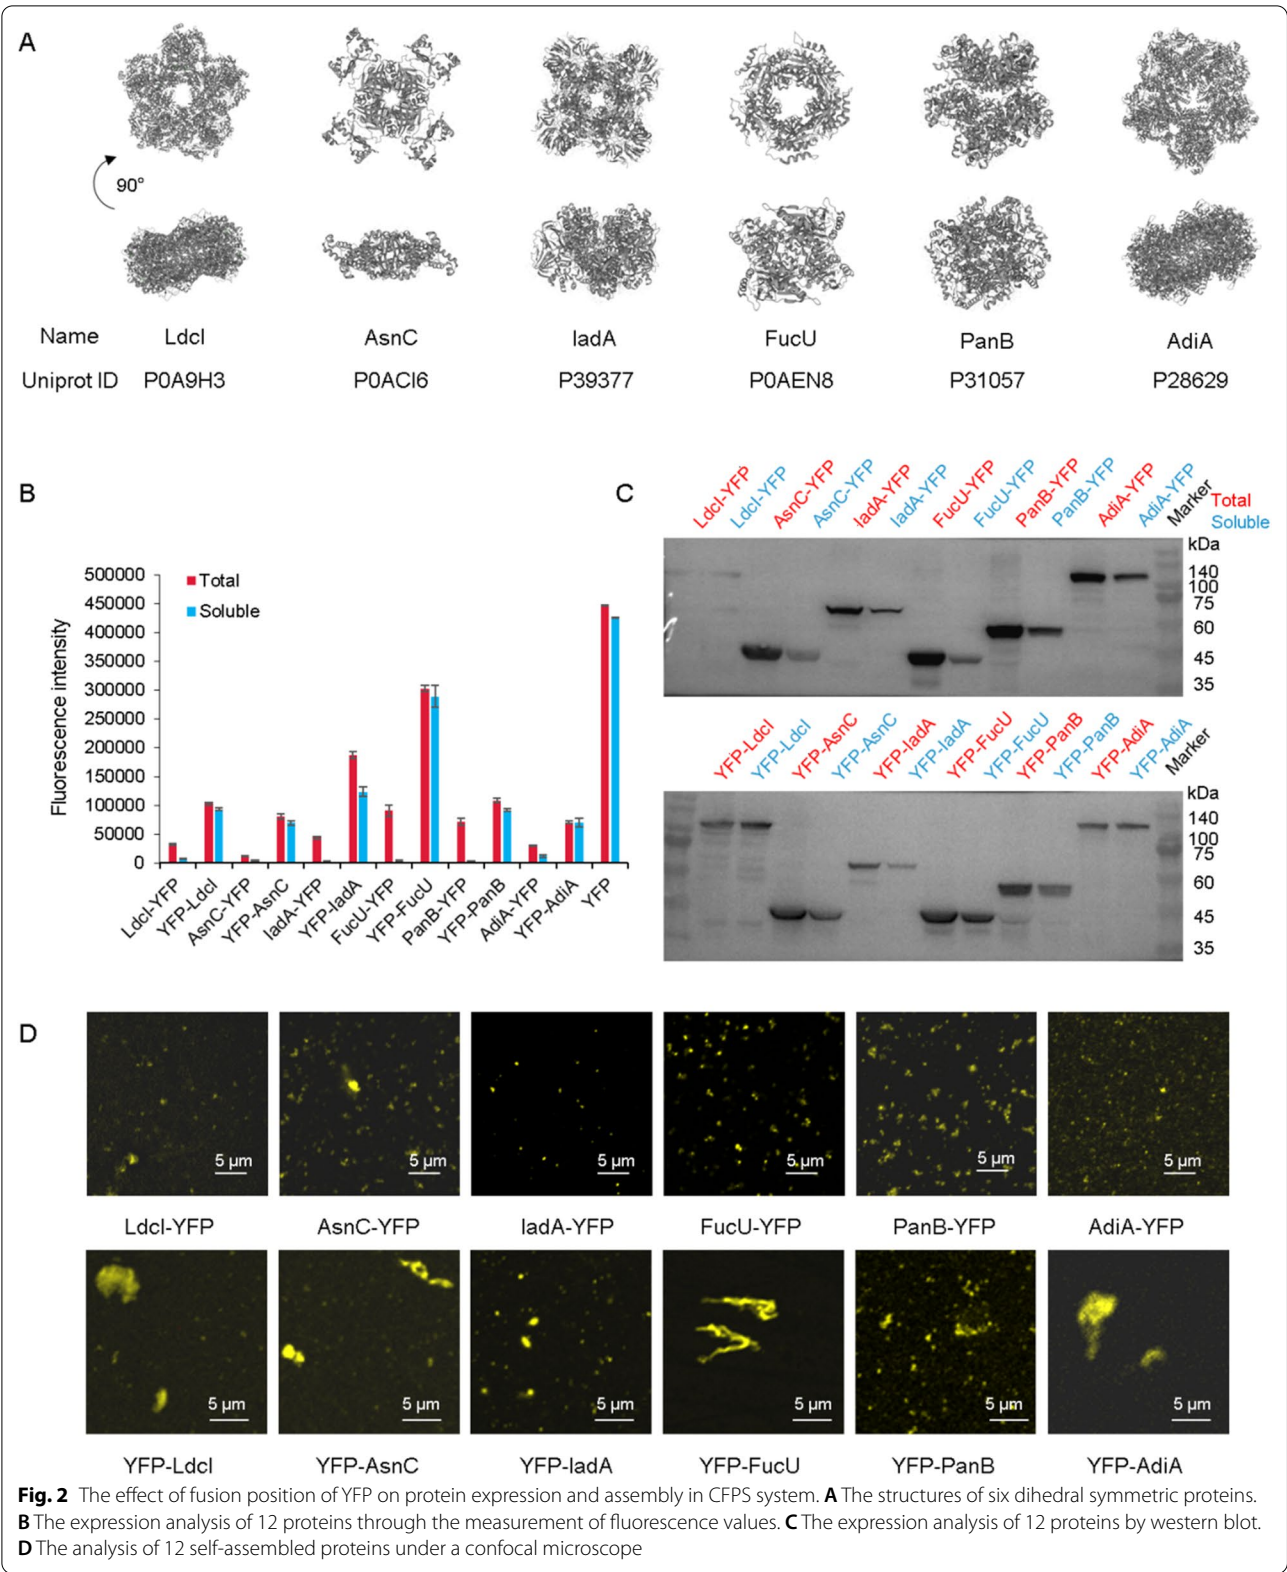 A
90°
Name LdcI AsnC IadA FucU PanB AdiA
Uniprot ID P0A9H3 P0ACI6 P39377 P0AEN8 P31057 P28629
B
Fluorescence intensity
500000
450000
400000
350000
300000
250000
200000
150000
100000
50000
0
Total
Soluble
LdcI-YFP
YFP-LdcI
AsnC-YFP
YFP-AsnC
IadA-YFP
YFP-IadA
FucU-YFP
YFP-FucU
PanB-YFP
YFP-PanB
AdiA-YFP
YFP-AdiA
YFP
C
LdcI-YFP
LdcI-YFP
AsnC-YFP
AsnC-YFP
IadA-YFP
IadA-YFP
FucU-YFP
FucU-YFP
PanB-YFP
PanB-YFP
AdiA-YFP
AdiA-YFP
Marker
Total
Soluble
kDa
140
100
75
60
45
35
YFP-LdcI
YFP-LdcI
YFP-AsnC
YFP-AsnC
YFP-IadA
YFP-IadA
YFP-FucU
YFP-FucU
YFP-PanB
YFP-PanB
YFP-AdiA
YFP-AdiA
Marker
kDa
140
100
75
60
45
35
D
5 μm 5 μm 5 μm 5 μm 5 μm 5 μm
LdcI-YFP AsnC-YFP IadA-YFP FucU-YFP PanB-YFP AdiA-YFP
5 μm 5 μm 5 μm 5 μm 5 μm 5 μm
YFP-LdcI YFP-AsnC YFP-IadA YFP-FucU YFP-PanB YFP-AdiA
Fig. 2 The effect of fusion position of YFP on protein expression and assembly in CFPS system. A The structures of six dihedral symmetric proteins.
B The expression analysis of 12 proteins through the measurement of fluorescence values. C The expression analysis of 12 proteins by western blot.
D The analysis of 12 self-assembled proteins under a confocal microscope